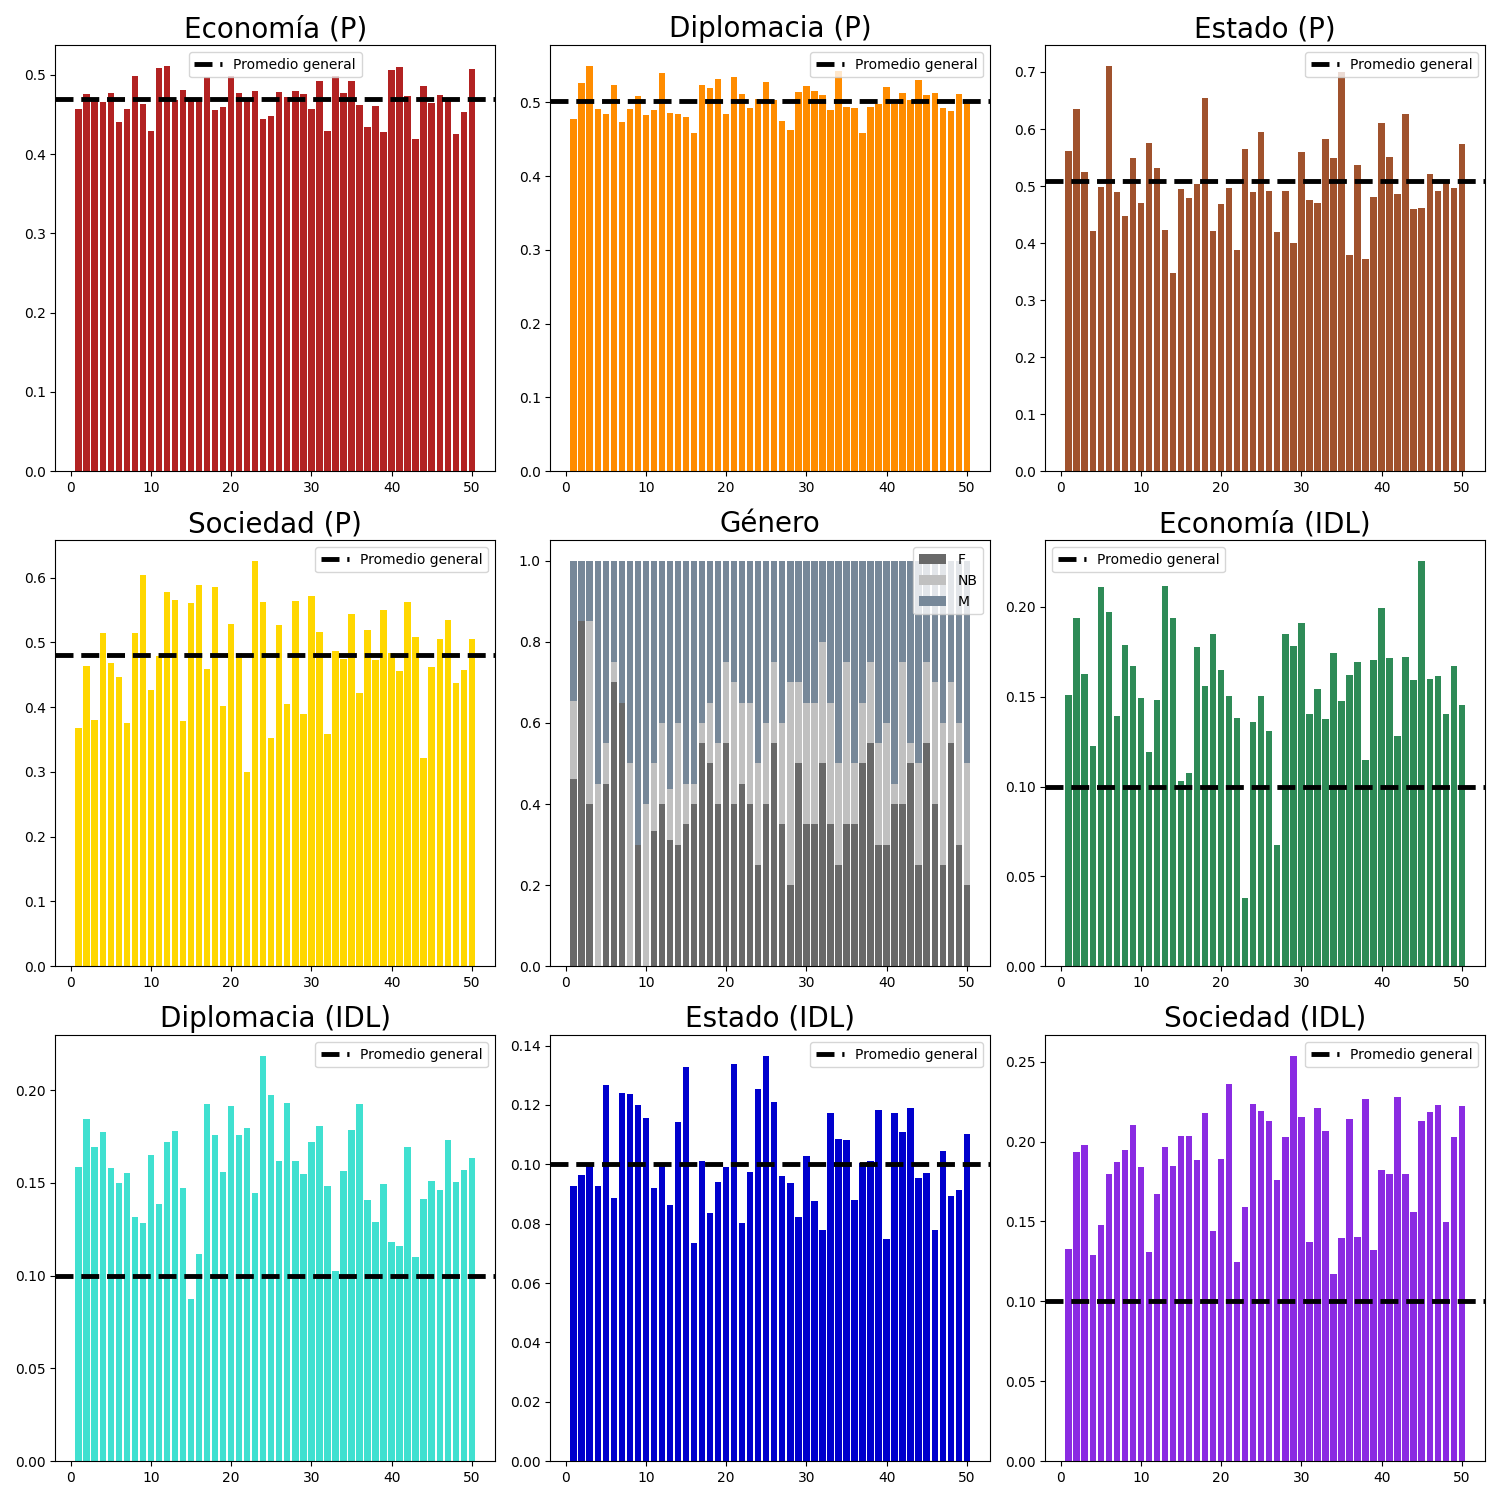 Economía (P)
Promedio general
0.5
0.4
0.3
0.2
0.1
0.0
0 10 20 30 40 50
Diplomacia (P)
Promedio general
0.5
0.4
0.3
0.2
0.1
0.0
0 10 20 30 40 50
Estado (P)
Promedio general
0.7
0.6
0.5
0.4
0.3
0.2
0.1
0.0
0 10 20 30 40 50
Sociedad (P)
Promedio general
0.6
0.5
0.4
0.3
0.2
0.1
0.0
0 10 20 30 40 50
Género
F
NB
M
1.0
0.8
0.6
0.4
0.2
0.0
0 10 20 30 40 50
Economía (IDL)
Promedio general
0.20
0.15
0.10
0.05
0.00
0 10 20 30 40 50
Diplomacia (IDL)
Promedio general
0.20
0.15
0.10
0.05
0.00
0 10 20 30 40 50
Estado (IDL)
Promedio general
0.14
0.12
0.10
0.08
0.06
0.04
0.02
0.00
0 10 20 30 40 50
Sociedad (IDL)
Promedio general
0.25
0.20
0.15
0.10
0.05
0.00
0 10 20 30 40 50